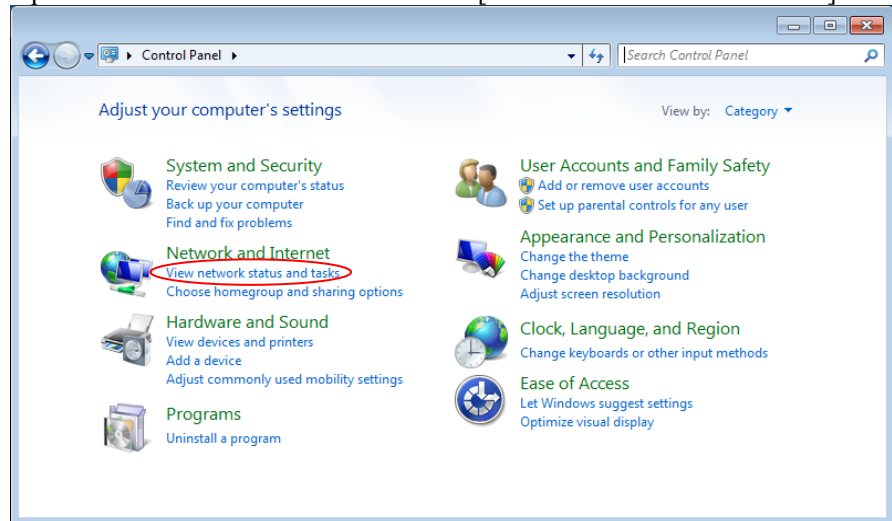 Control Panel
Search Control Panel
Adjust your computer's settings
View by: Category
System and Security
Review your computer's status
Back up your computer
Find and fix problems
Network and Internet
View network status and tasks
Choose homegroup and sharing options
Hardware and Sound
View devices and printers
Add a device
Adjust commonly used mobility settings
Programs
Uninstall a program
User Accounts and Family Safety
Add or remove user accounts
Set up parental controls for any user
Appearance and Personalization
Change the theme
Change desktop background
Adjust screen resolution
Clock, Language, and Region
Change keyboards or other input methods
Ease of Access
Let Windows suggest settings
Optimize visual display